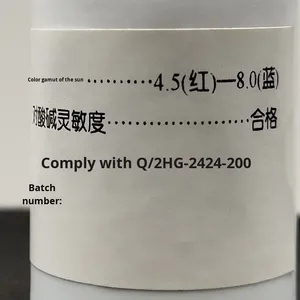 Color gamut of the sun ·········· 4.5(红)—8.0(蓝)
对酸碱灵敏度 ·················· 合格
Comply with Q/2HG-2424-200
Batch number: